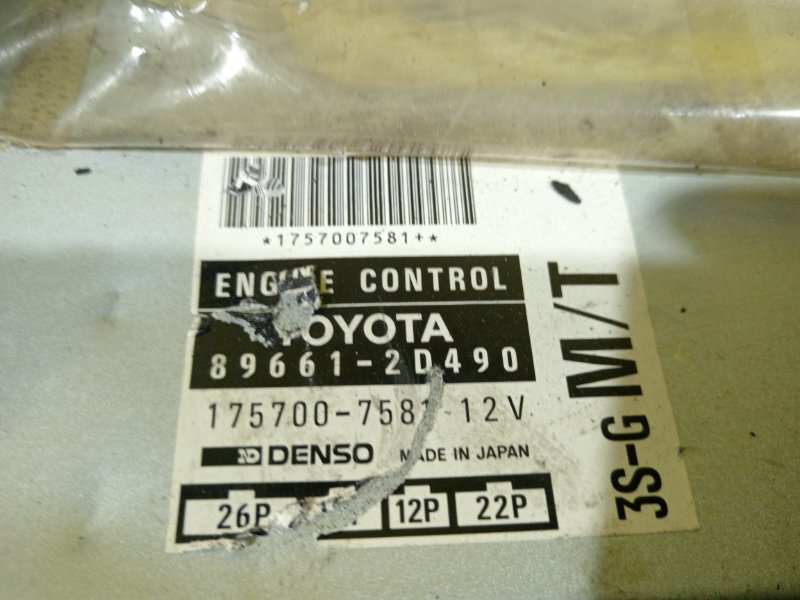 *1757007581+*
ENGINE CONTROL
TOYOTA
89661-2D490
175700-7581 12V
DENSO MADE IN JAPAN
26P 12P 22P
3S-G M/T